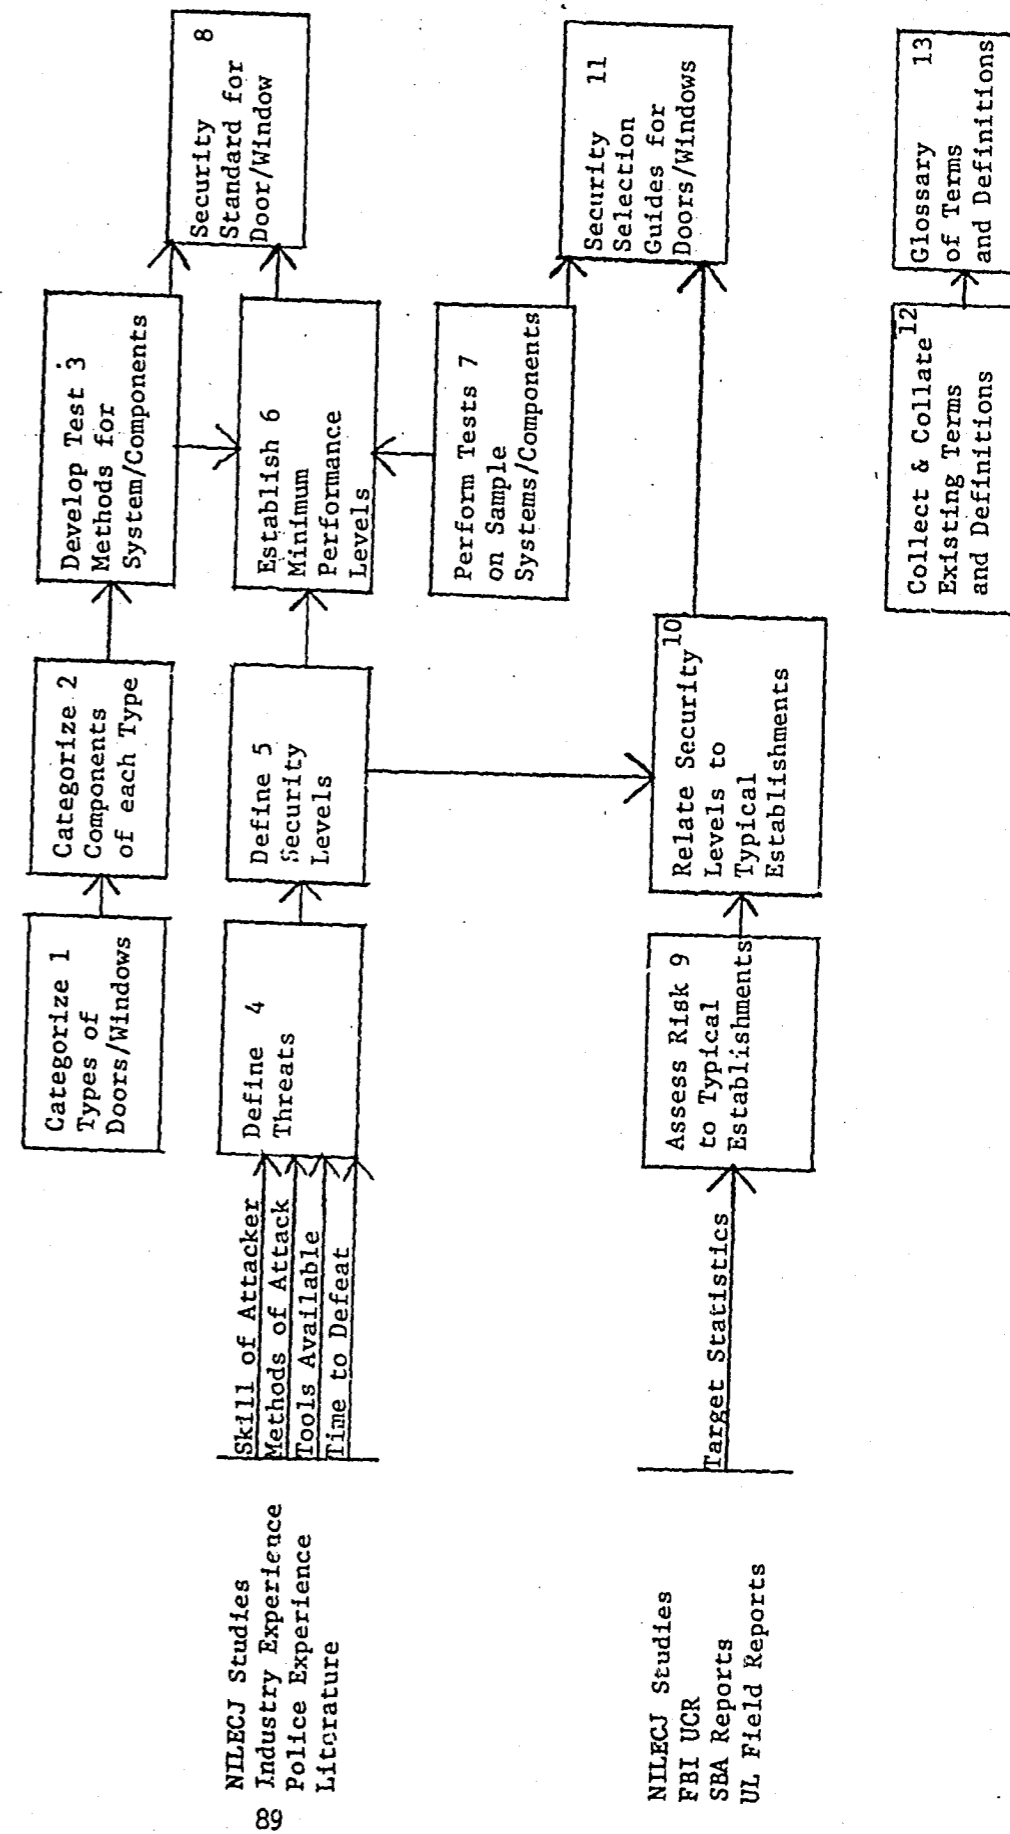 NILECJ Studies
Industry Experience
Police Experience
Literature
Skill of Attacker
Methods of Attack
Tools Available
Time to Defeat
Categorize 1
Types of
Doors/Windows
Categorize 2
Components
of each Type
Develop Test 3
Methods for
System/Components
Security 8
Standard for
Door/Window
Define 4
Threats
Define 5
Security
Levels
Establish 6
Minimum
Performance
Levels
Perform Tests 7
on Sample
Systems/Components
Security 11
Selection
Guides for
Doors/Windows
NILECJ Studies
FBI UCR
SBA Reports
UL Field Reports
Target Statistics
Assess Risk 9
to Typical
Establishments
Relate Security 10
Levels to
Typical
Establishments
Collect & Collate 12
Existing Terms
and Definitions
Glossary 13
of Terms
and Definitions
89